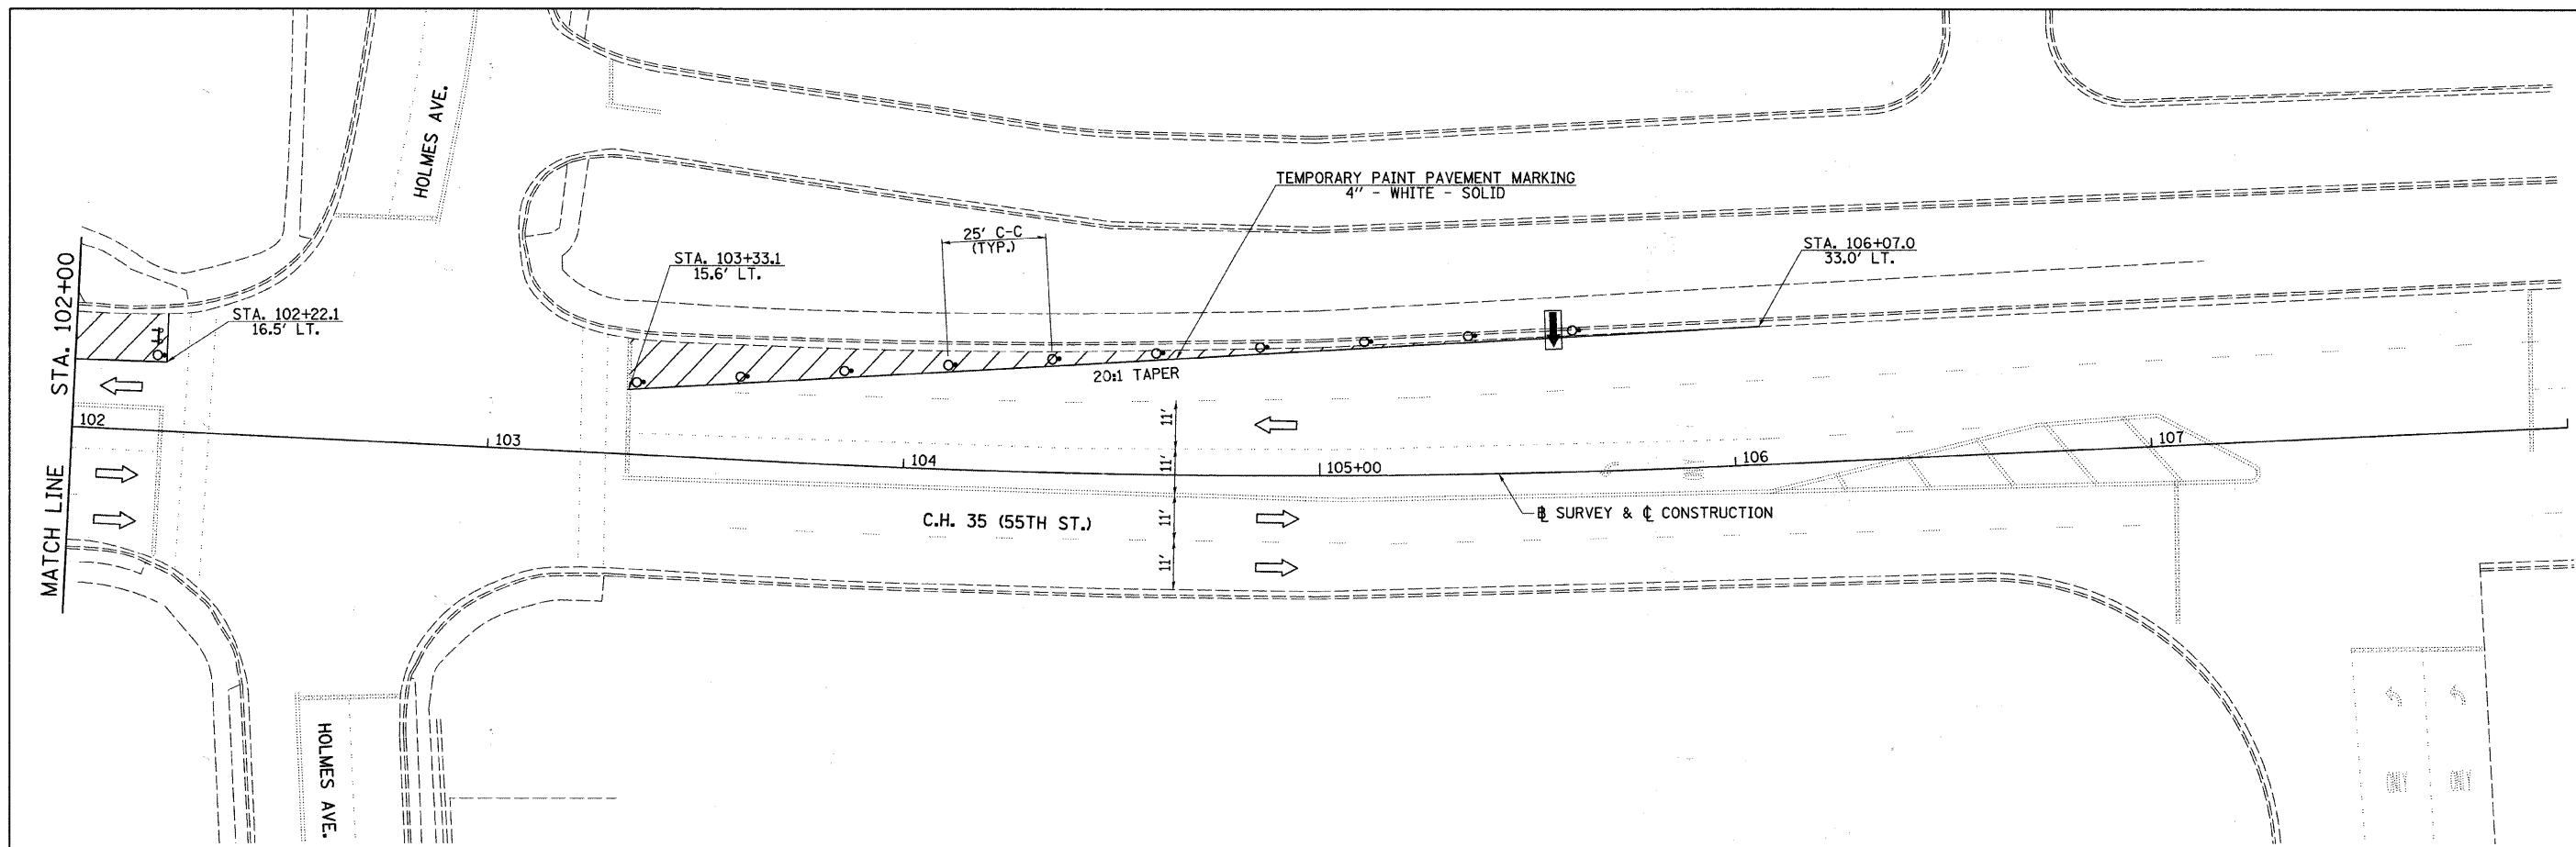 HOLMES AVE.
TEMPORARY PAINT PAVEMENT MARKING
4" - WHITE - SOLID
25' C-C
(TYP.)
STA. 103+33.1
15.6' LT.
STA. 106+07.0
33.0' LT.
STA. 102+22.1
16.5' LT.
MATCH LINE STA. 102+00
20:1 TAPER
102
103
104
105+00
106
107
11'
11'
11'
11'
C.H. 35 (55TH ST.)
℄ SURVEY & ℄ CONSTRUCTION
ONLY
HOLMES AVE.
ONLY
ONLY